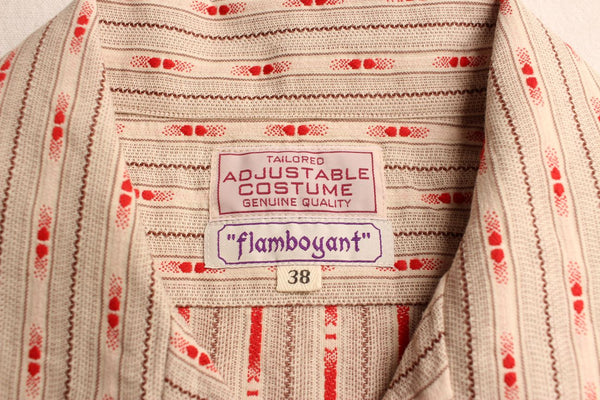 TAILORED
ADJUSTABLE
COSTUME
GENUINE QUALITY
"flamboyant"
38